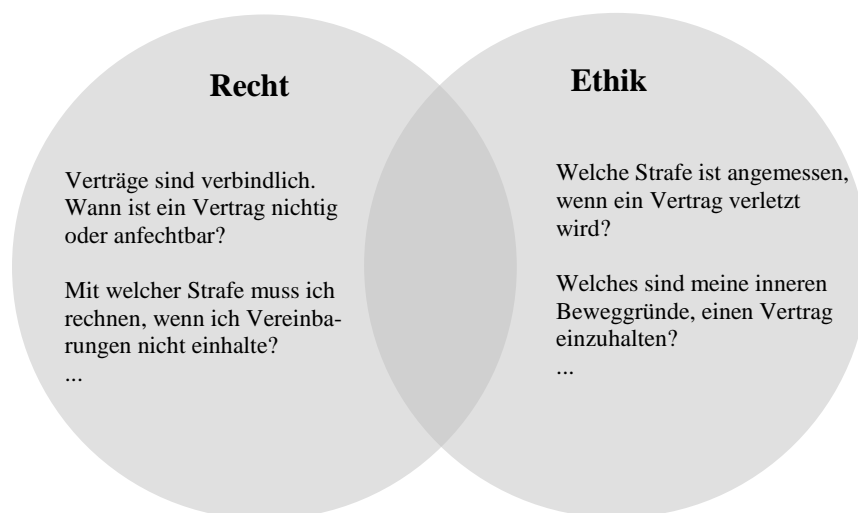 Recht
Verträge sind verbindlich.
Wann ist ein Vertrag nichtig
oder anfechtbar?
Mit welcher Strafe muss ich
rechnen, wenn ich Vereinba-
rungen nicht einhalte?
...
Ethik
Welche Strafe ist angemessen,
wenn ein Vertrag verletzt
wird?
Welches sind meine inneren
Beweggründe, einen Vertrag
einzuhalten?
...